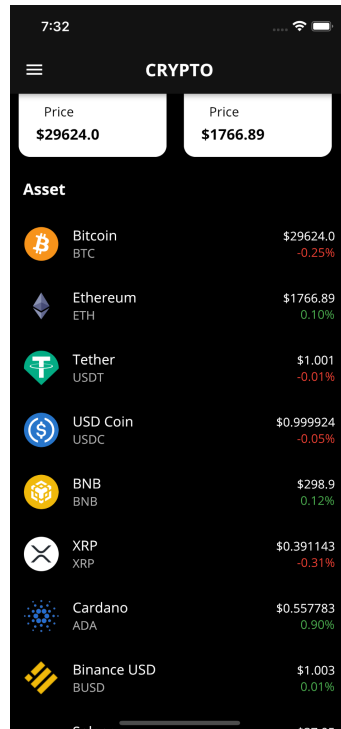 7:32
CRYPTO
Price
$29624.0
Price
$1766.89
Asset
Bitcoin
$29624.0
BTC
-0.25%
Ethereum
$1766.89
ETH
0.10%
Tether
$1.001
USDT
-0.01%
USD Coin
$0.999924
USDC
-0.05%
BNB
$298.9
BNB
0.12%
XRP
$0.391143
XRP
-0.31%
Cardano
$0.557783
ADA
0.90%
Binance USD
$1.003
BUSD
0.01%